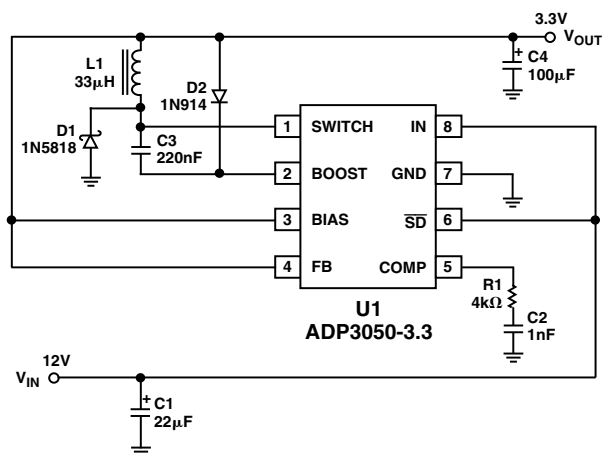 3.3V
VOUT
L1
33µH
D2
1N914
+ C4
100µF
D1
1N5818
C3
220nF
1 SWITCH IN 8
2 BOOST GND 7
3 BIAS SD 6
4 FB COMP 5
R1
4kΩ
C2
1nF
U1
ADP3050-3.3
12V
VIN
+ C1
22µF